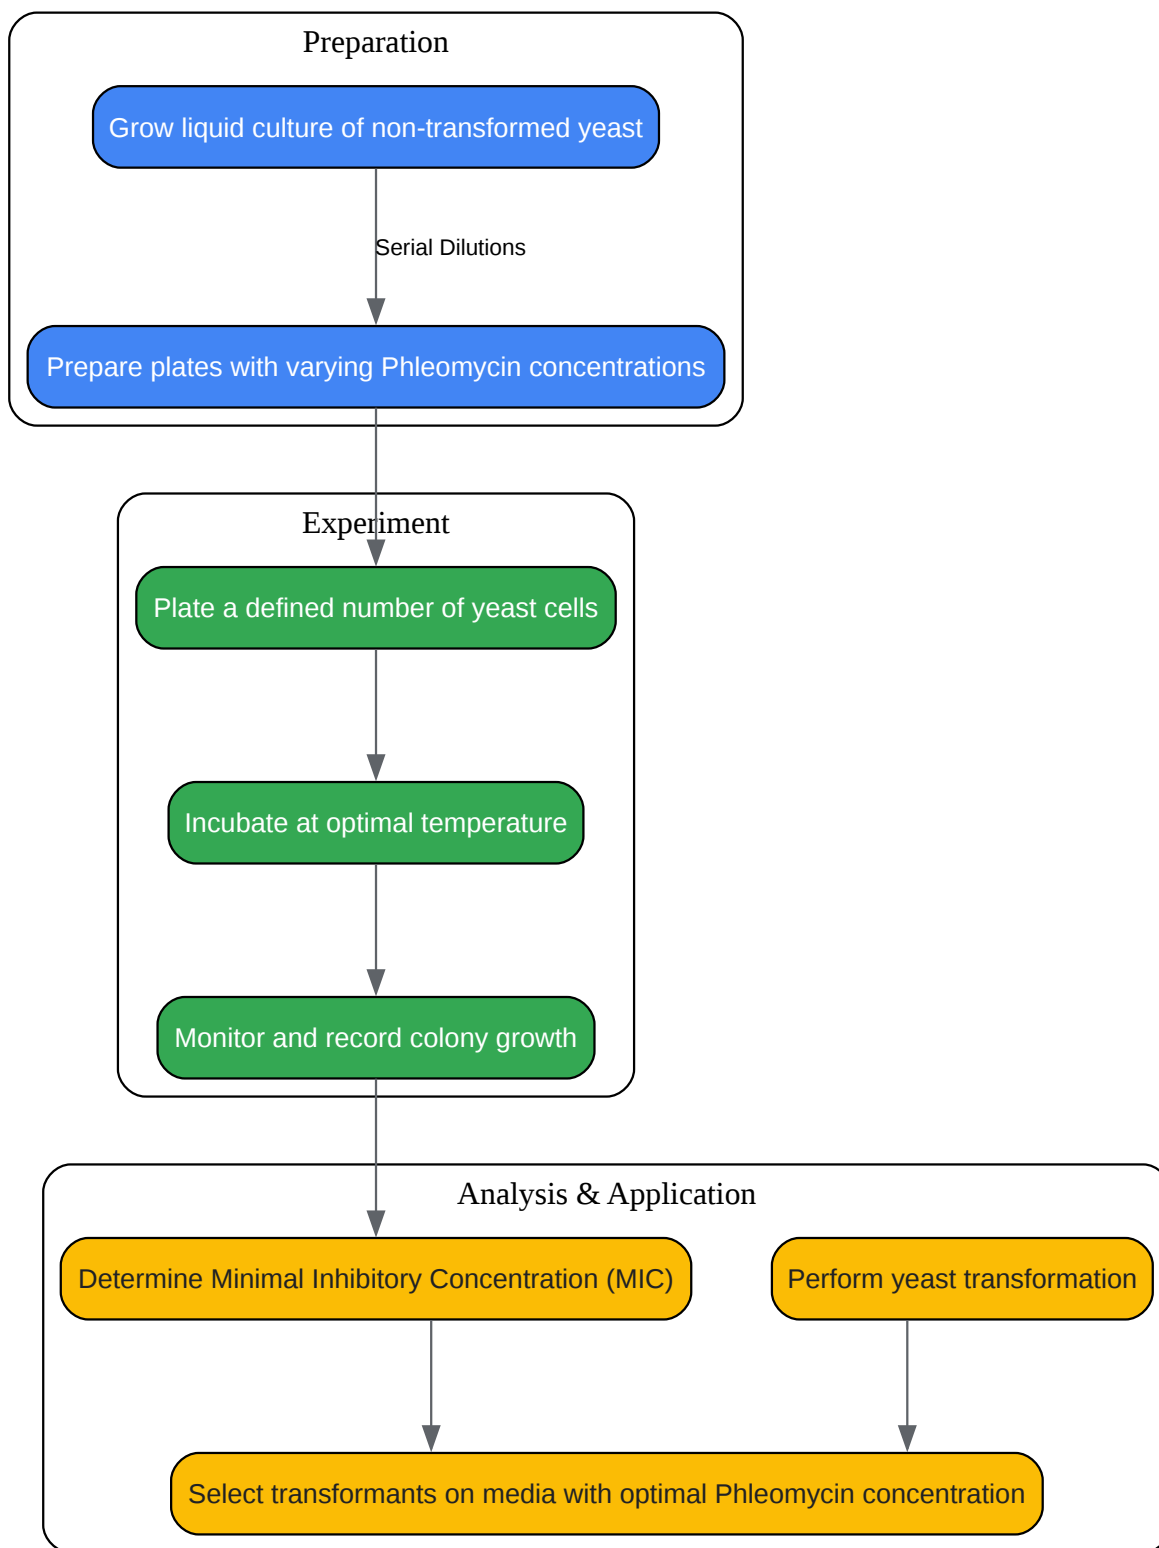 Preparation
Grow liquid culture of non-transformed yeast
Serial Dilutions
Prepare plates with varying Phleomycin concentrations
Experiment
Plate a defined number of yeast cells
Incubate at optimal temperature
Monitor and record colony growth
Analysis & Application
Determine Minimal Inhibitory Concentration (MIC)
Perform yeast transformation
Select transformants on media with optimal Phleomycin concentration